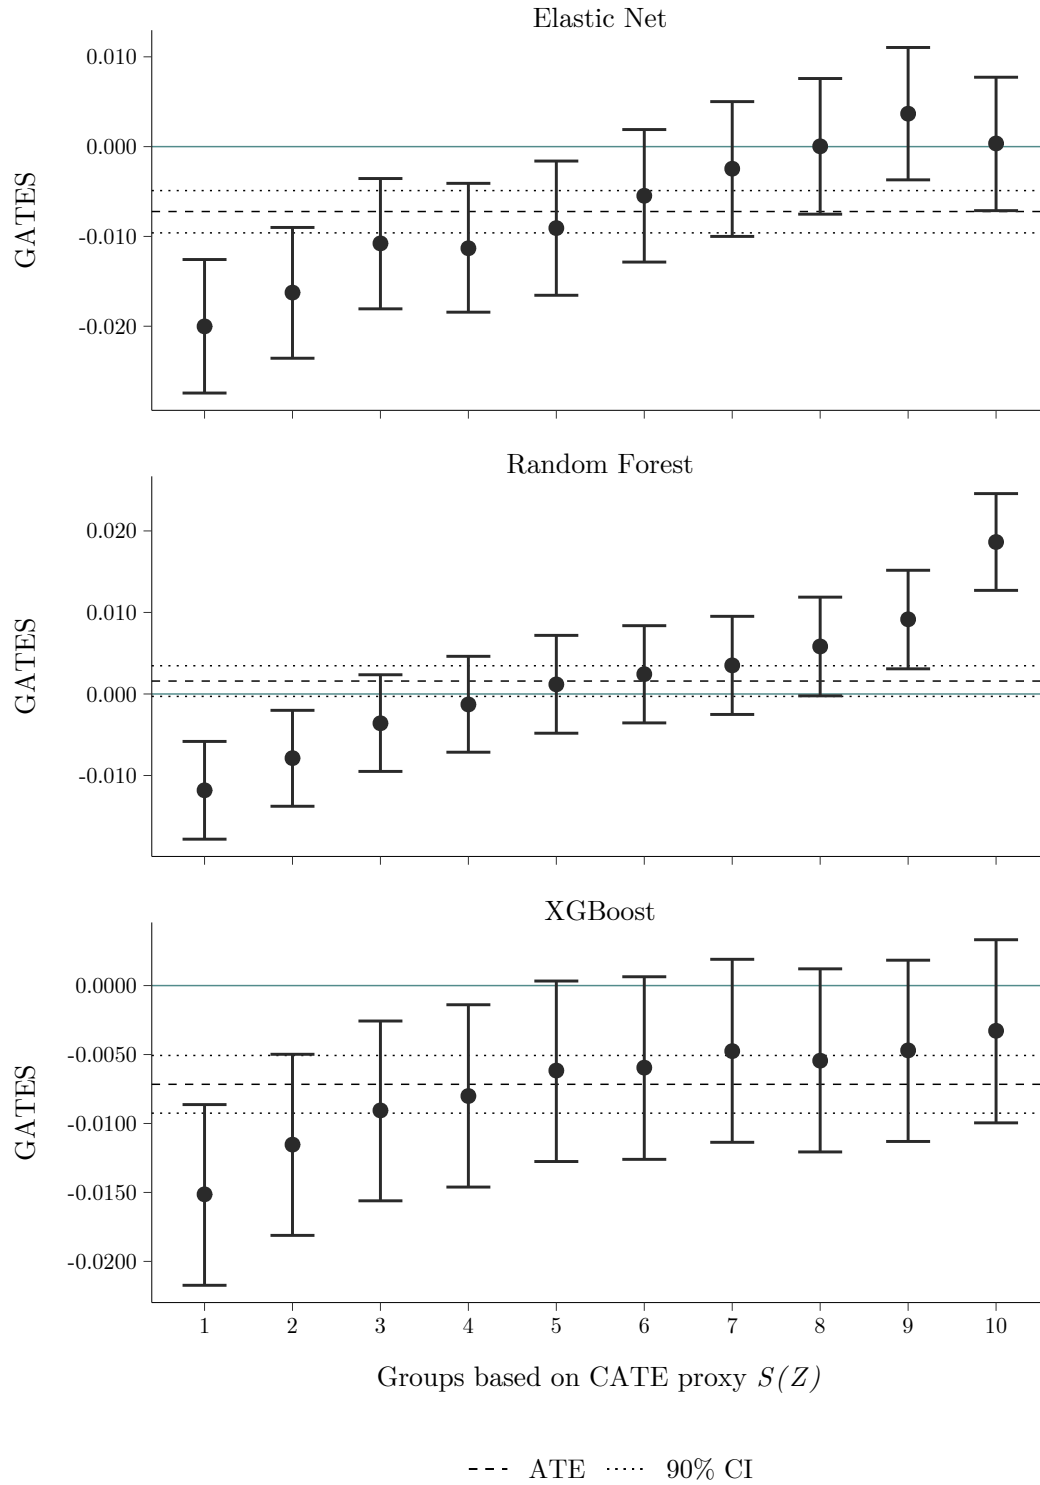 Elastic Net
0.010
0.000
-0.010
-0.020
GATES
Random Forest
0.020
0.010
0.000
-0.010
GATES
XGBoost
0.0000
-0.0050
-0.0100
-0.0150
-0.0200
GATES
1 2 3 4 5 6 7 8 9 10
Groups based on CATE proxy S(Z)
ATE 90% CI